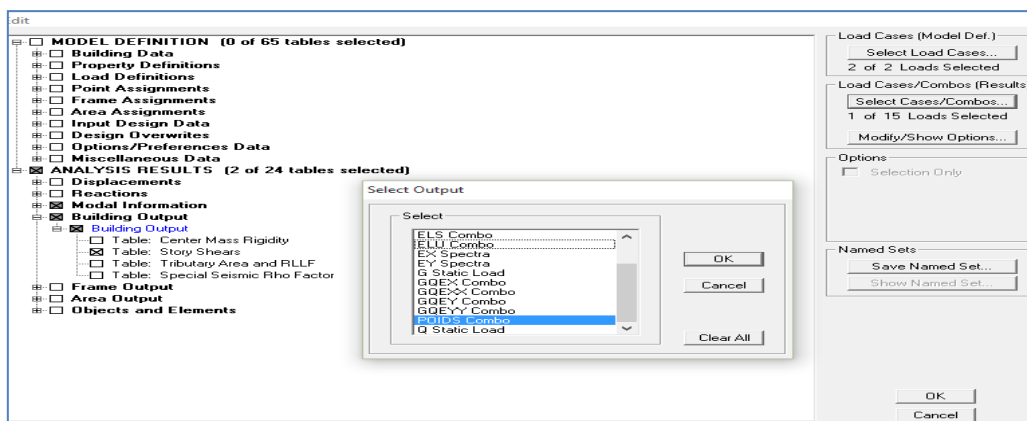 Edit
MODEL DEFINITION (0 of 65 tables selected)
Building Data
Property Definitions
Load Definitions
Point Assignments
Frame Assignments
Area Assignments
Input Design Data
Design Overwrites
Options/Preferences Data
Miscellaneous Data
ANALYSIS RESULTS (2 of 24 tables selected)
Displacements
Reactions
Modal Information
Building Output
Building Output
Table: Center Mass Rigidity
Table: Story Shears
Table: Tributary Area and RLLF
Table: Special Seismic Rho Factor
Frame Output
Area Output
Objects and Elements
Select Output
Select
ELS Combo
ELU Combo
EX Spectra
EY Spectra
G Static Load
GQEX Combo
GQEXX Combo
GQEY Combo
GQEYY Combo
POIDS Combo
Q Static Load
OK
Cancel
Clear All
Load Cases (Model Def.)
Select Load Cases...
2 of 2 Loads Selected
Load Cases/Combos (Results
Select Cases/Combos...
1 of 15 Loads Selected
Modify/Show Options...
Options
Selection Only
Named Sets
Save Named Set...
Show Named Set...
OK
Cancel